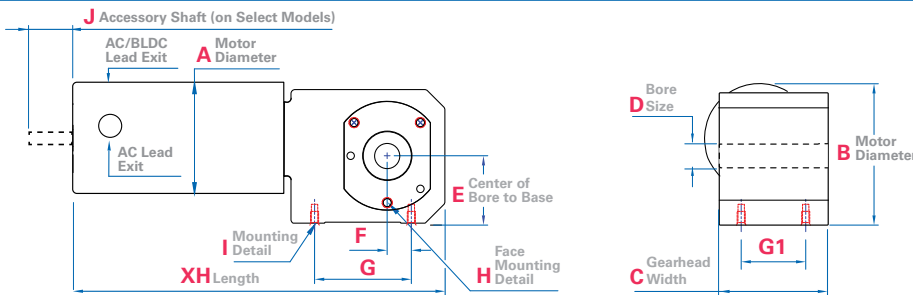 J Accessory Shaft (on Select Models)
AC/BLDC
Lead Exit
A Motor
Diameter
AC Lead
Exit
E Center of
Bore to Base
I Mounting
Detail
F
G
H Face
Mounting
Detail
XH Length
D Bore
Size
B Motor
Diameter
G1
C Gearhead
Width